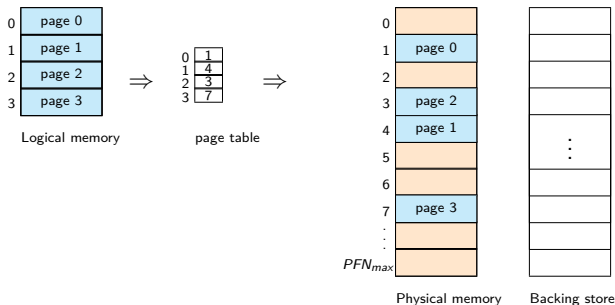 0 page 0
1 page 1
2 page 2
3 page 3
Logical memory
⇒
0 1
1 4
2 3
3 7
page table
⇒
0
1 page 0
2
3 page 2
4 page 1
5
6
7 page 3
⋮
PFNmax
Physical memory
⋮
Backing store